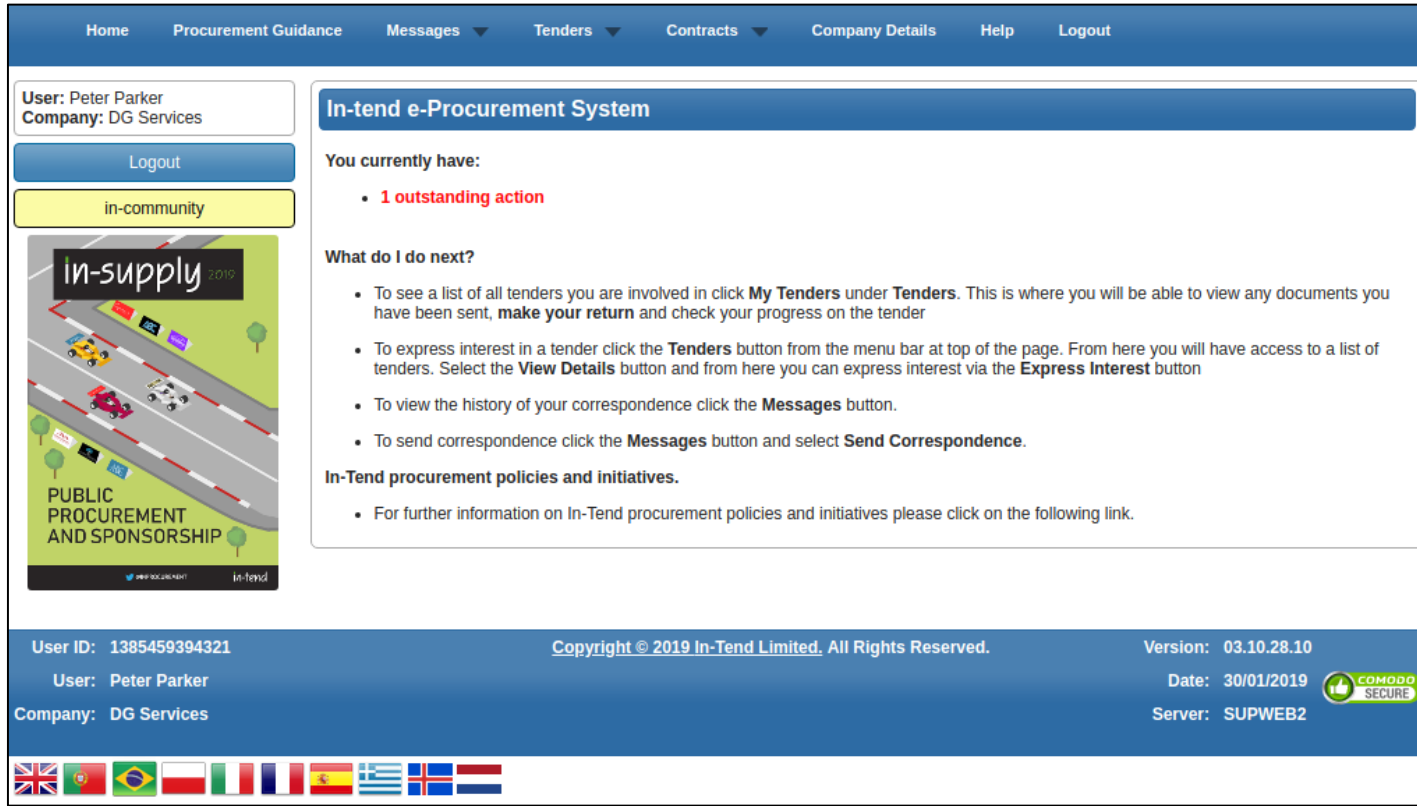 Home Procurement Guidance Messages Tenders Contracts Company Details Help Logout
User: Peter Parker
Company: DG Services
Logout
in-community
in-supply 2019
PUBLIC
PROCUREMENT
AND SPONSORSHIP
in-tend
In-tend e-Procurement System
You currently have:
• 1 outstanding action
What do I do next?
• To see a list of all tenders you are involved in click My Tenders under Tenders. This is where you will be able to view any documents you
have been sent, make your return and check your progress on the tender
• To express interest in a tender click the Tenders button from the menu bar at top of the page. From here you will have access to a list of
tenders. Select the View Details button and from here you can express interest via the Express Interest button
• To view the history of your correspondence click the Messages button.
• To send correspondence click the Messages button and select Send Correspondence.
In-Tend procurement policies and initiatives.
• For further information on In-Tend procurement policies and initiatives please click on the following link.
User ID: 1385459394321
User: Peter Parker
Company: DG Services
Copyright © 2019 In-Tend Limited. All Rights Reserved.
Version: 03.10.28.10
Date: 30/01/2019
Server: SUPWEB2
COMODO
SECURE